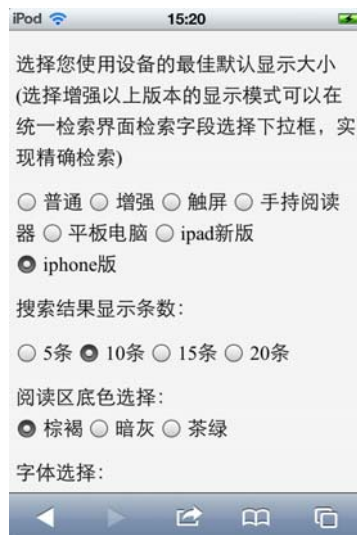 iPod 15:20
选择您使用设备的最佳默认显示大小
(选择增强以上版本的显示模式可以在
统一检索界面检索字段选择下拉框，实
现精确检索)
普通 增强 触屏 手持阅读
器 平板电脑 ipad新版
iphone版
搜索结果显示条数：
5条 10条 15条 20条
阅读区底色选择：
棕褐 暗灰 茶绿
字体选择：